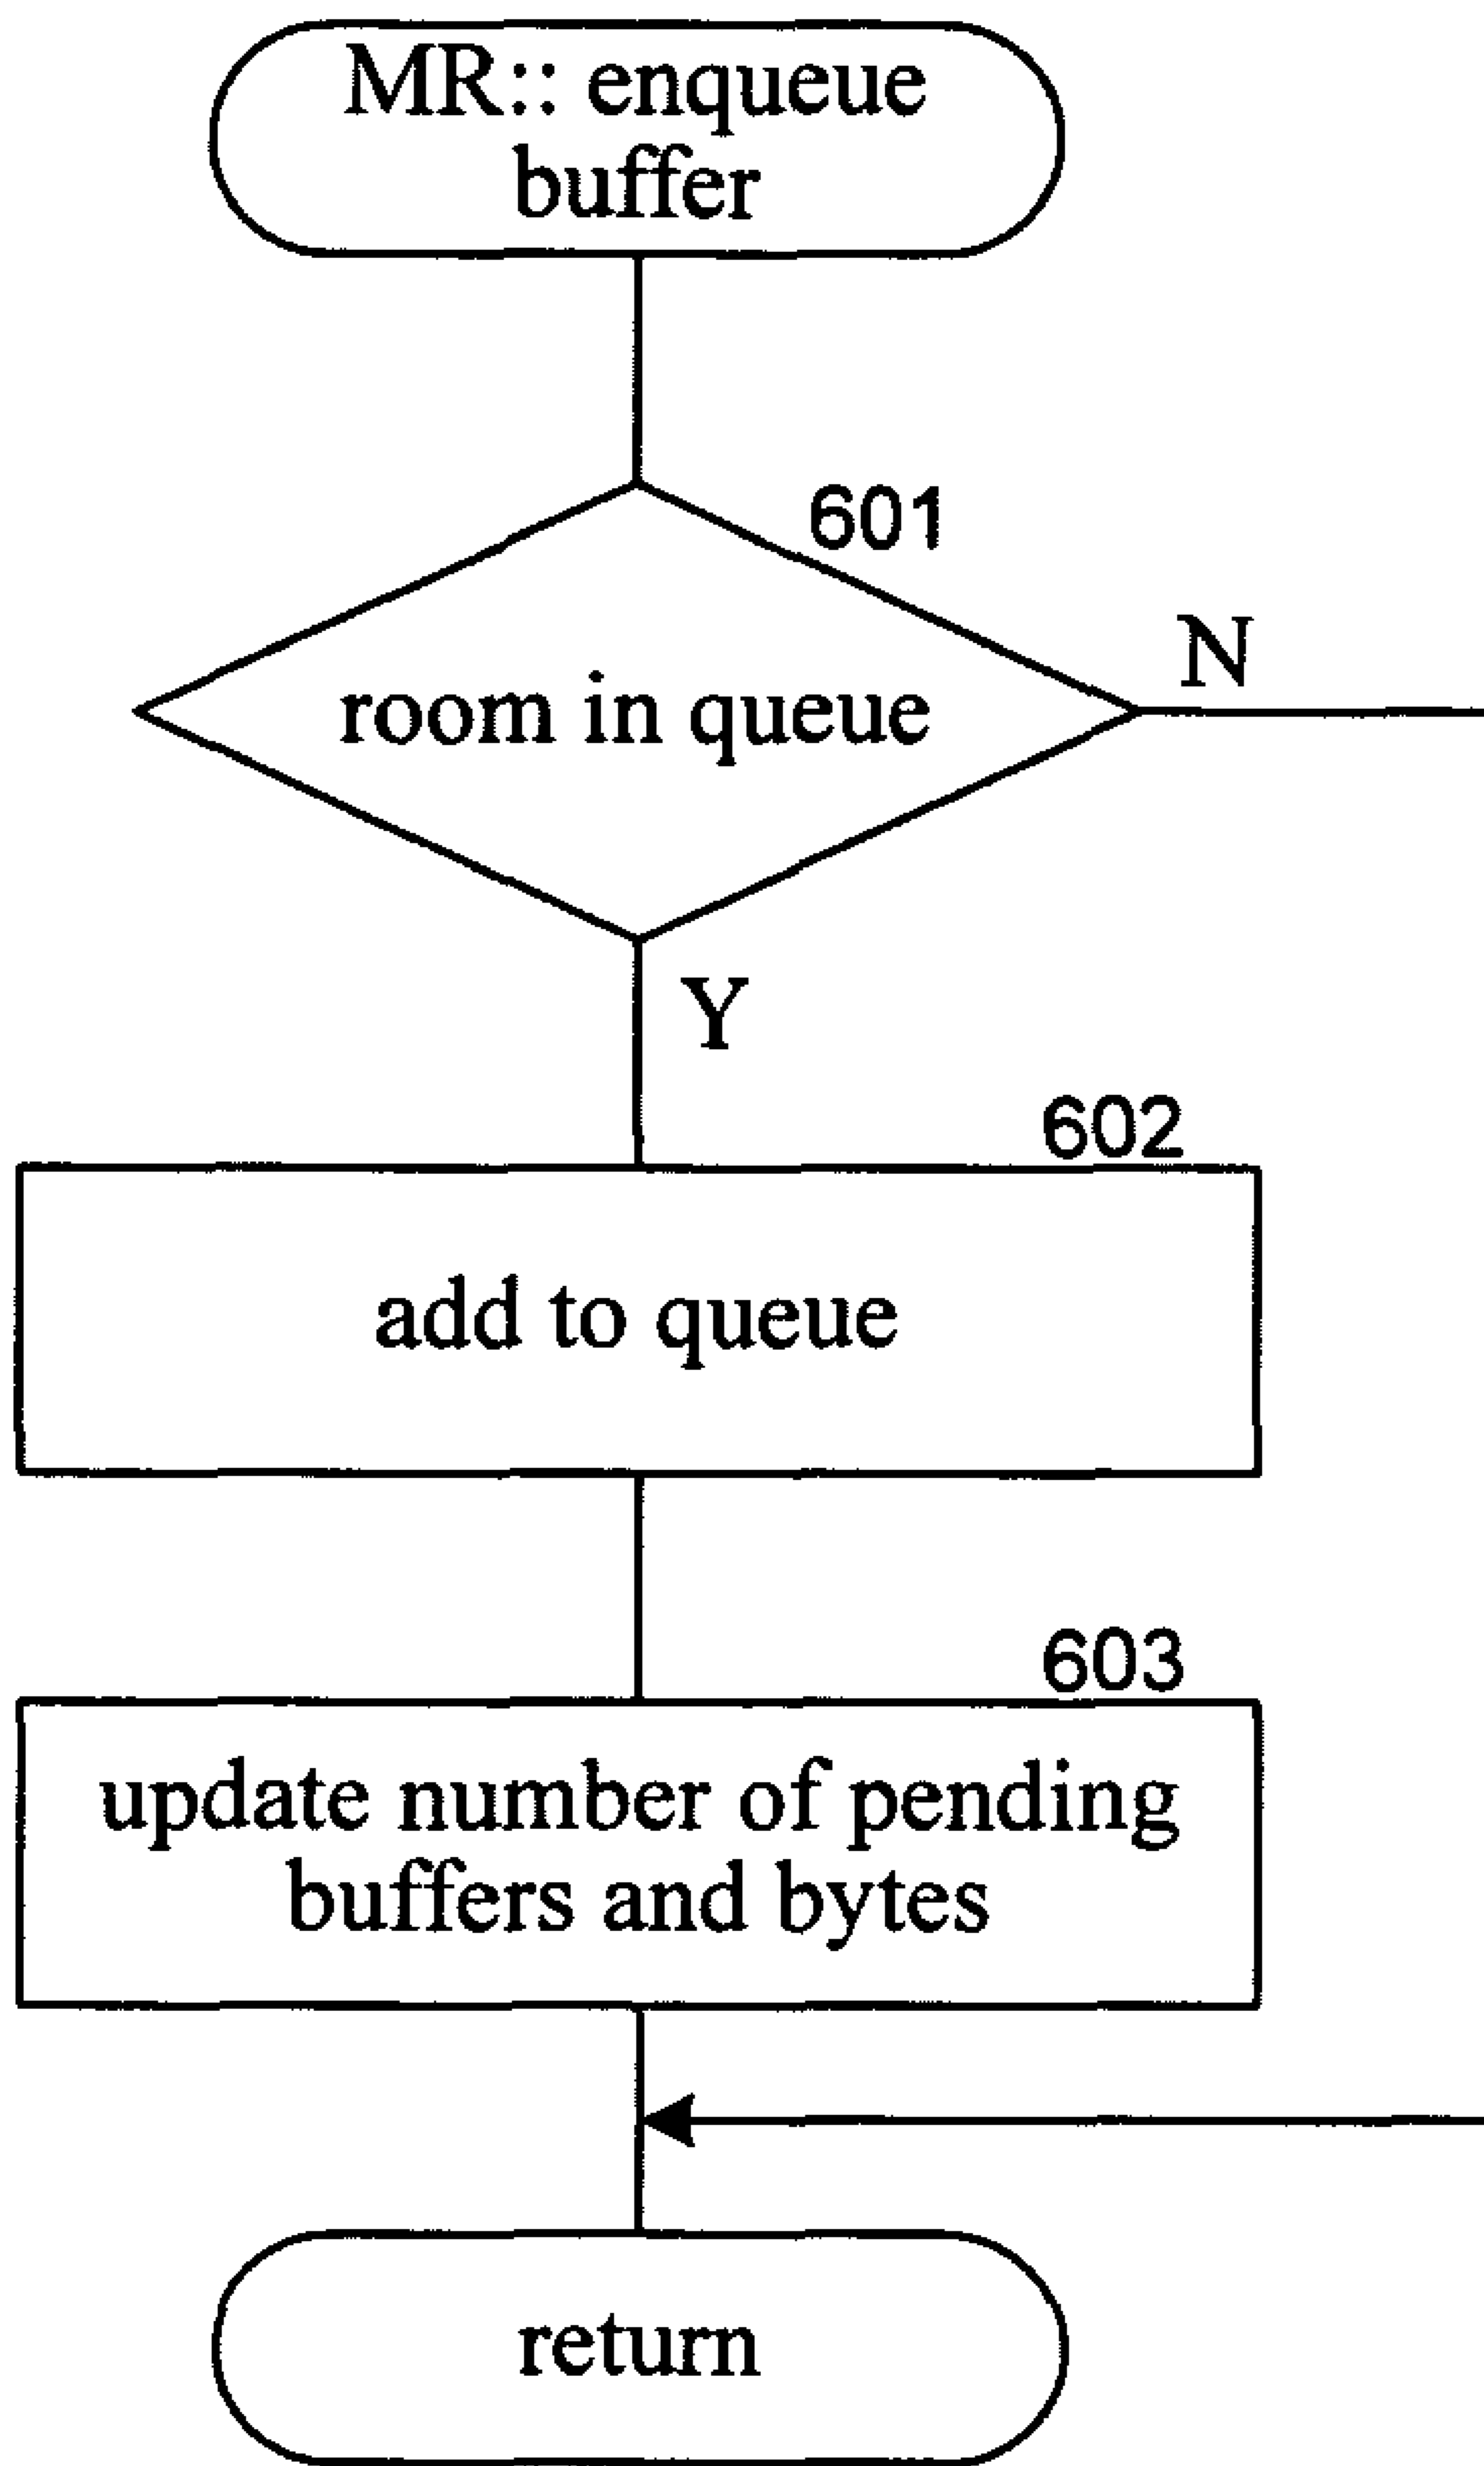 MR:: enqueue
buffer
601
N
room in queue
Y
602
add to queue
603
update number of pending
buffers and bytes
return